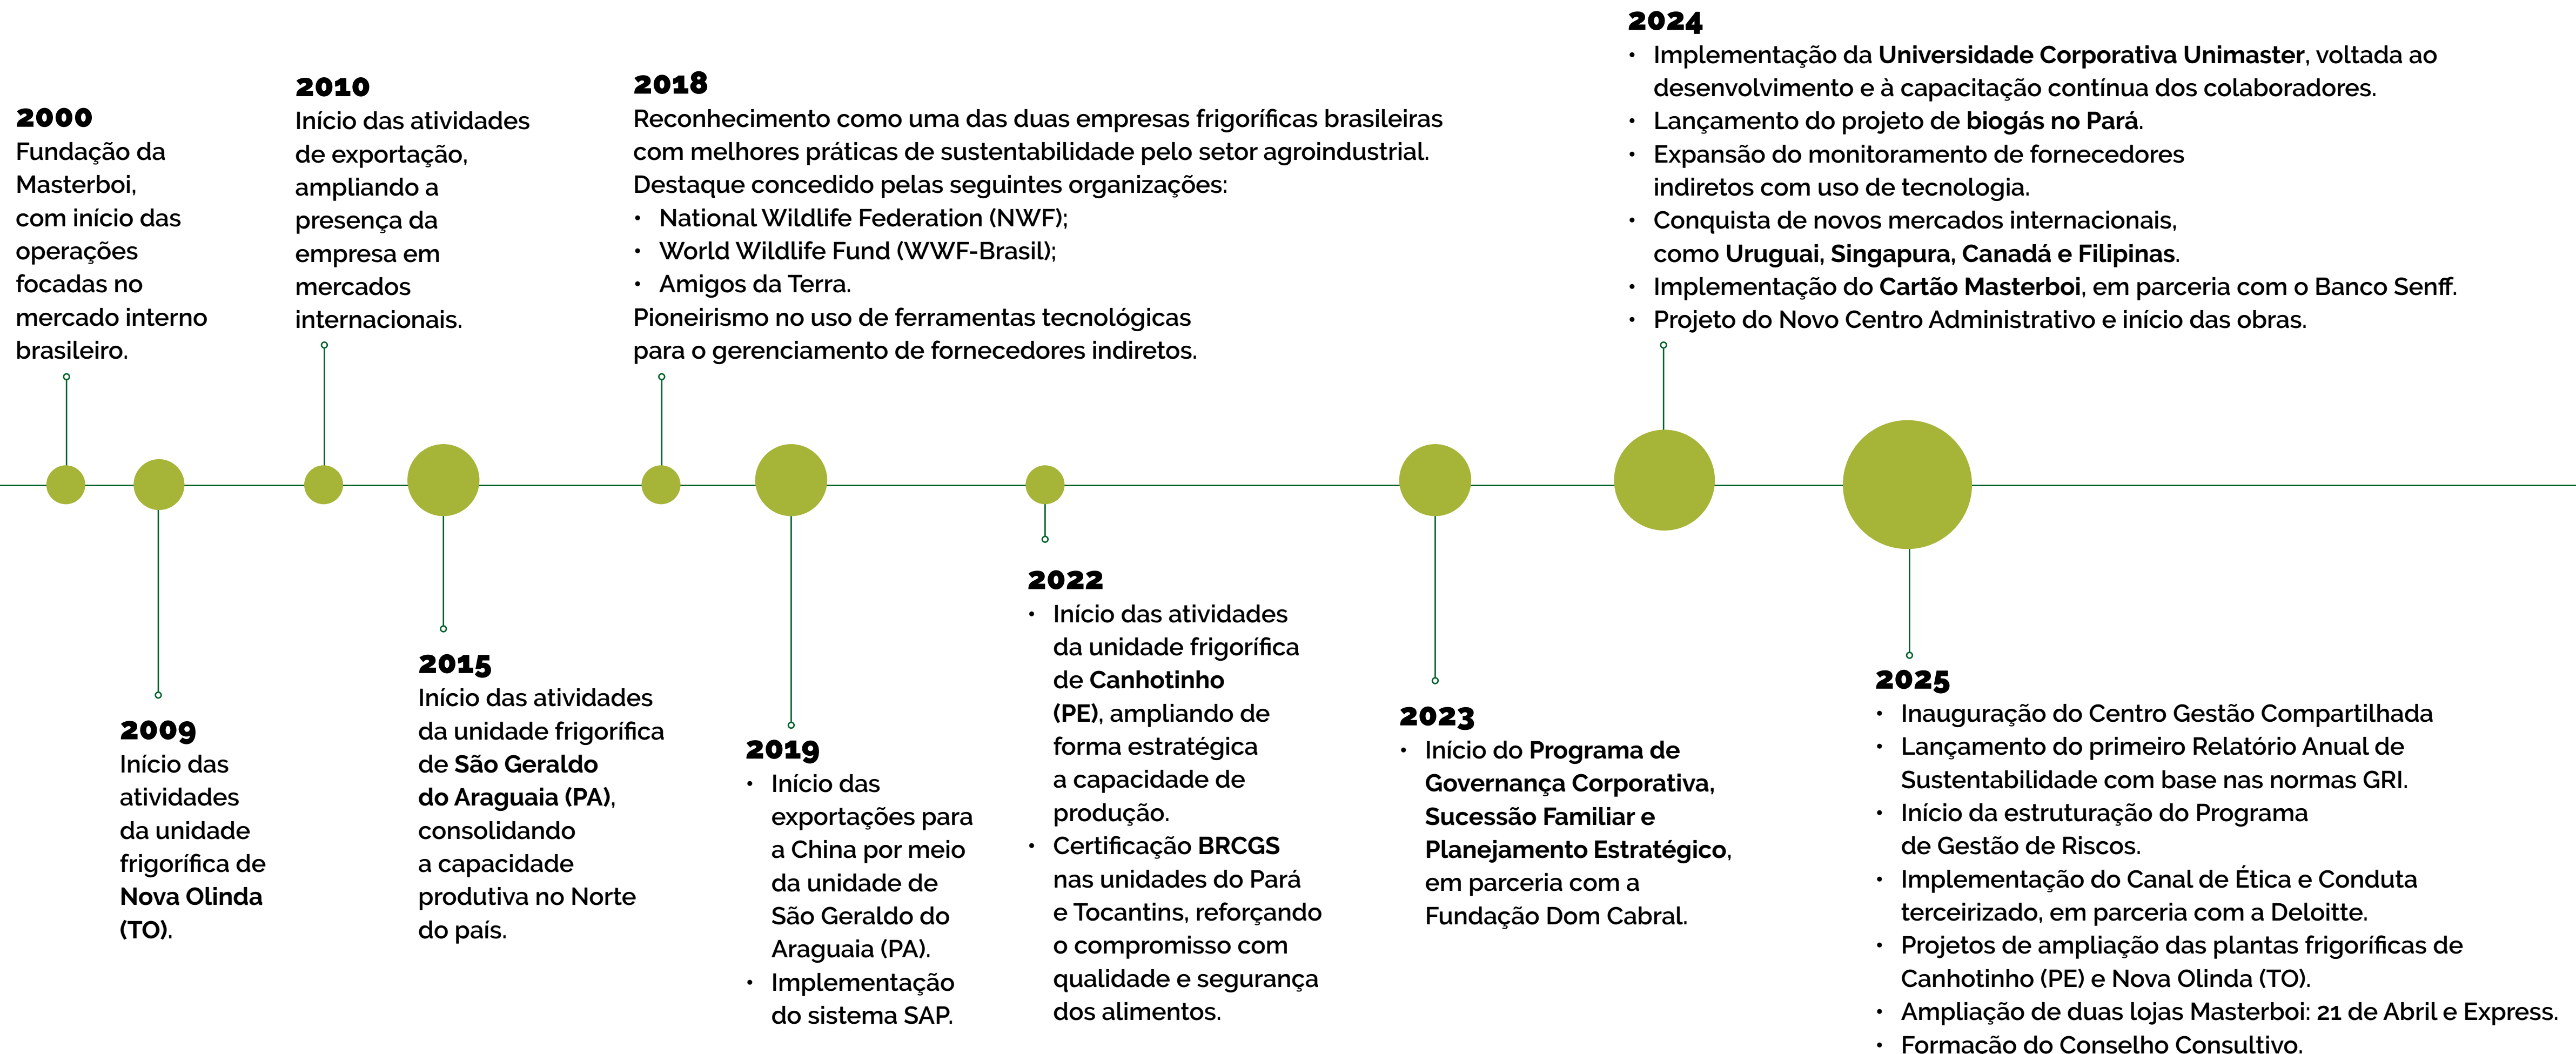 2000
Fundação da
Masterboi,
com início das
operações
focadas no
mercado interno
brasileiro.
2009
Início das
atividades
da unidade
frigorífica de
Nova Olinda
(TO).
2010
Início das atividades
de exportação,
ampliando a
presença da
empresa em
mercados
internacionais.
2015
Início das atividades
da unidade frigorífica
de São Geraldo
do Araguaia (PA),
consolidando
a capacidade
produtiva no Norte
do país.
2018
Reconhecimento como uma das duas empresas frigoríficas brasileiras
com melhores práticas de sustentabilidade pelo setor agroindustrial.
Destaque concedido pelas seguintes organizações:
• National Wildlife Federation (NWF);
• World Wildlife Fund (WWF-Brasil);
• Amigos da Terra.
Pioneirismo no uso de ferramentas tecnológicas
para o gerenciamento de fornecedores indiretos.
2019
• Início das
exportações para
a China por meio
da unidade de
São Geraldo do
Araguaia (PA).
• Implementação
do sistema SAP.
2022
• Início das atividades
da unidade frigorífica
de Canhotinho
(PE), ampliando de
forma estratégica
a capacidade de
produção.
• Certificação BRCGS
nas unidades do Pará
e Tocantins, reforçando
o compromisso com
qualidade e segurança
dos alimentos.
2023
• Início do Programa de
Governança Corporativa,
Sucessão Familiar e
Planejamento Estratégico,
em parceria com a
Fundação Dom Cabral.
2024
• Implementação da Universidade Corporativa Unimaster, voltada ao
desenvolvimento e à capacitação contínua dos colaboradores.
• Lançamento do projeto de biogás no Pará.
• Expansão do monitoramento de fornecedores
indiretos com uso de tecnologia.
• Conquista de novos mercados internacionais,
como Uruguai, Singapura, Canadá e Filipinas.
• Implementação do Cartão Masterboi, em parceria com o Banco Senff.
• Projeto do Novo Centro Administrativo e início das obras.
2025
• Inauguração do Centro Gestão Compartilhada
• Lançamento do primeiro Relatório Anual de
Sustentabilidade com base nas normas GRI.
• Início da estruturação do Programa
de Gestão de Riscos.
• Implementação do Canal de Ética e Conduta
terceirizado, em parceria com a Deloitte.
• Projetos de ampliação das plantas frigoríficas de
Canhotinho (PE) e Nova Olinda (TO).
• Ampliação de duas lojas Masterboi: 21 de Abril e Express.
• Formação do Conselho Consultivo.